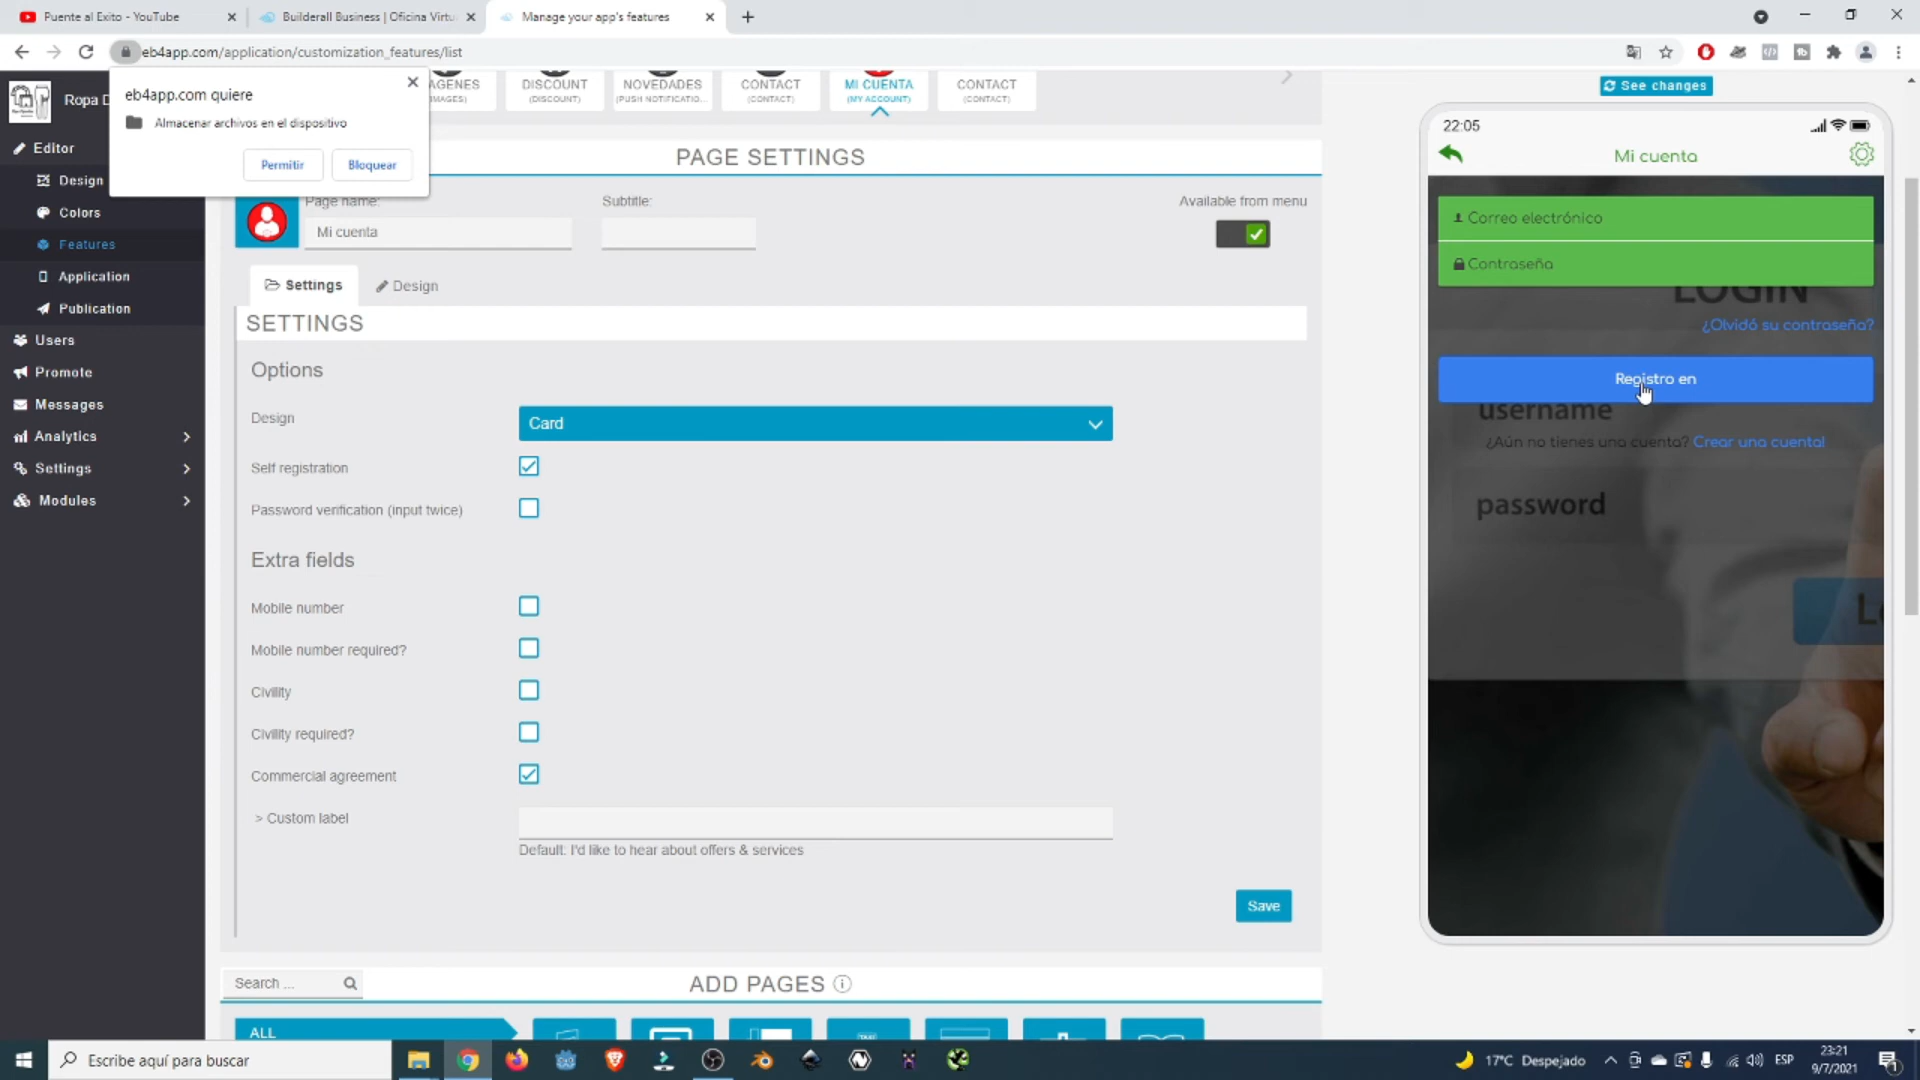 Puente al Exito - YouTube
Builderall Business | Oficina Virtu
Manage your app's features
eb4app.com/application/customization_features/list
eb4app.com quiere
Almacenar archivos en el dispositivo
Permitir
Bloquear
Ropa D
Editor
Design
Colors
Features
Application
Publication
Users
Promote
Messages
Analytics
Settings
Modules
AGENES
MAGES)
DISCOUNT
(DISCOUNT)
NOVEDADES
(PUSH NOTIFICATIO...
CONTACT
(CONTACT)
MI CUENTA
(MY ACCOUNT)
CONTACT
(CONTACT)
PAGE SETTINGS
Page name:
Mi cuenta
Subtitle:
Available from menu
Settings
Design
SETTINGS
Options
Design
Card
Self registration
Password verification (input twice)
Extra fields
Mobile number
Mobile number required?
Civility
Civility required?
Commercial agreement
> Custom label
Default: I'd like to hear about offers & services
Save
Search ...
ADD PAGES
ALL
See changes
22:05
Mi cuenta
Correo electrónico
Contraseña
LOGIN
¿Olvidó su contraseña?
Registro en
username
¿Aún no tienes una cuenta? Crear una cuenta!
password
Lo
Escribe aquí para buscar
17°C Despejado
ESP
23:21
9/7/2021
1